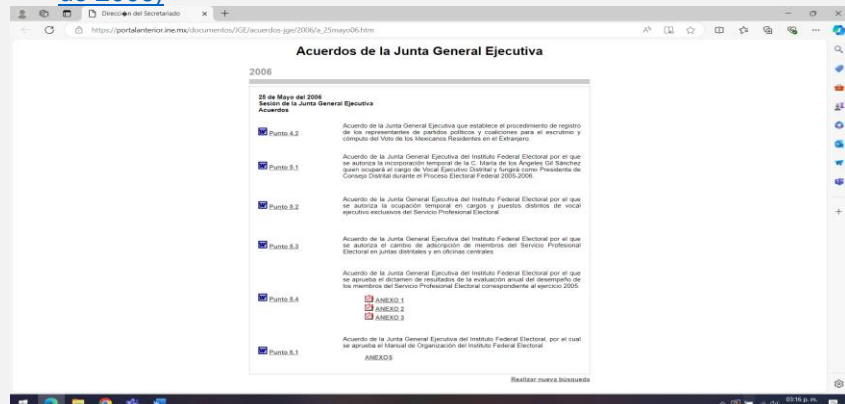 de 2006)
Direcci�n del Secretariado
https://portalanterior.ine.mx/documentos/JGE/acuerdos-jge/2006/a_25mayo06.htm
Acuerdos de la Junta General Ejecutiva
2006
25 de Mayo del 2006
Sesión de la Junta General Ejecutiva
Acuerdos
Punto 4.2
Acuerdo de la Junta General Ejecutiva que establece el procedimiento de registro
de los representantes de partidos políticos y coaliciones para el escrutinio y
cómputo del Voto de los Mexicanos Residentes en el Extranjero.
Punto 5.1
Acuerdo de la Junta General Ejecutiva del Instituto Federal Electoral por el que
se autoriza la incorporación temporal de la C. María de los Ángeles Gil Sánchez
quien ocupará el cargo de Vocal Ejecutivo Distrital y fungirá como Presidenta de
Consejo Distrital durante el Proceso Electoral Federal 2005-2006.
Punto 5.2
Acuerdo de la Junta General Ejecutiva del Instituto Federal Electoral por el que
se autoriza la ocupación temporal en cargos y puestos distintos de vocal
ejecutivo exclusivos del Servicio Profesional Electoral.
Punto 5.3
Acuerdo de la Junta General Ejecutiva del Instituto Federal Electoral por el que
se autoriza el cambio de adscripción de miembros del Servicio Profesional
Electoral en juntas distritales y en oficinas centrales.
Punto 5.4
Acuerdo de la Junta General Ejecutiva del Instituto Federal Electoral por el que
se aprueba el dictamen de resultados de la evaluación anual del desempeño de
los miembros del Servicio Profesional Electoral correspondiente al ejercicio 2005.
ANEXO 1
ANEXO 2
ANEXO 3
Punto 6.1
Acuerdo de la Junta General Ejecutiva del Instituto Federal Electoral, por el cual
se aprueba el Manual de Organización del Instituto Federal Electoral
ANEXOS
Realizar nueva búsqueda
03:16 p. m.